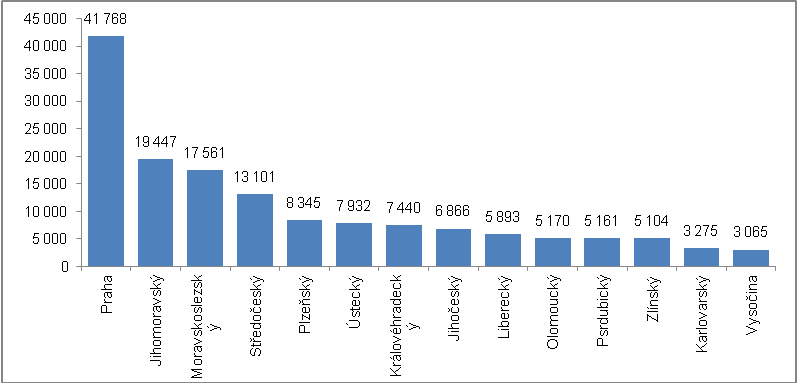 45 000
40 000
35 000
30 000
25 000
20 000
15 000
10 000
5 000
0
41 768
19 447
17 561
13 101
8 345
7 932
7 440
6 866
5 893
5 170
5 161
5 104
3 275
3 065
Praha
Jihomoravský
Moravskoslezsk
ý
Středočeský
Plzeňský
Ústecký
Královéhradeck
ý
Jihočeský
Liberecký
Olomoucký
Psrdubický
Zlínský
Karlovarský
Vysočina